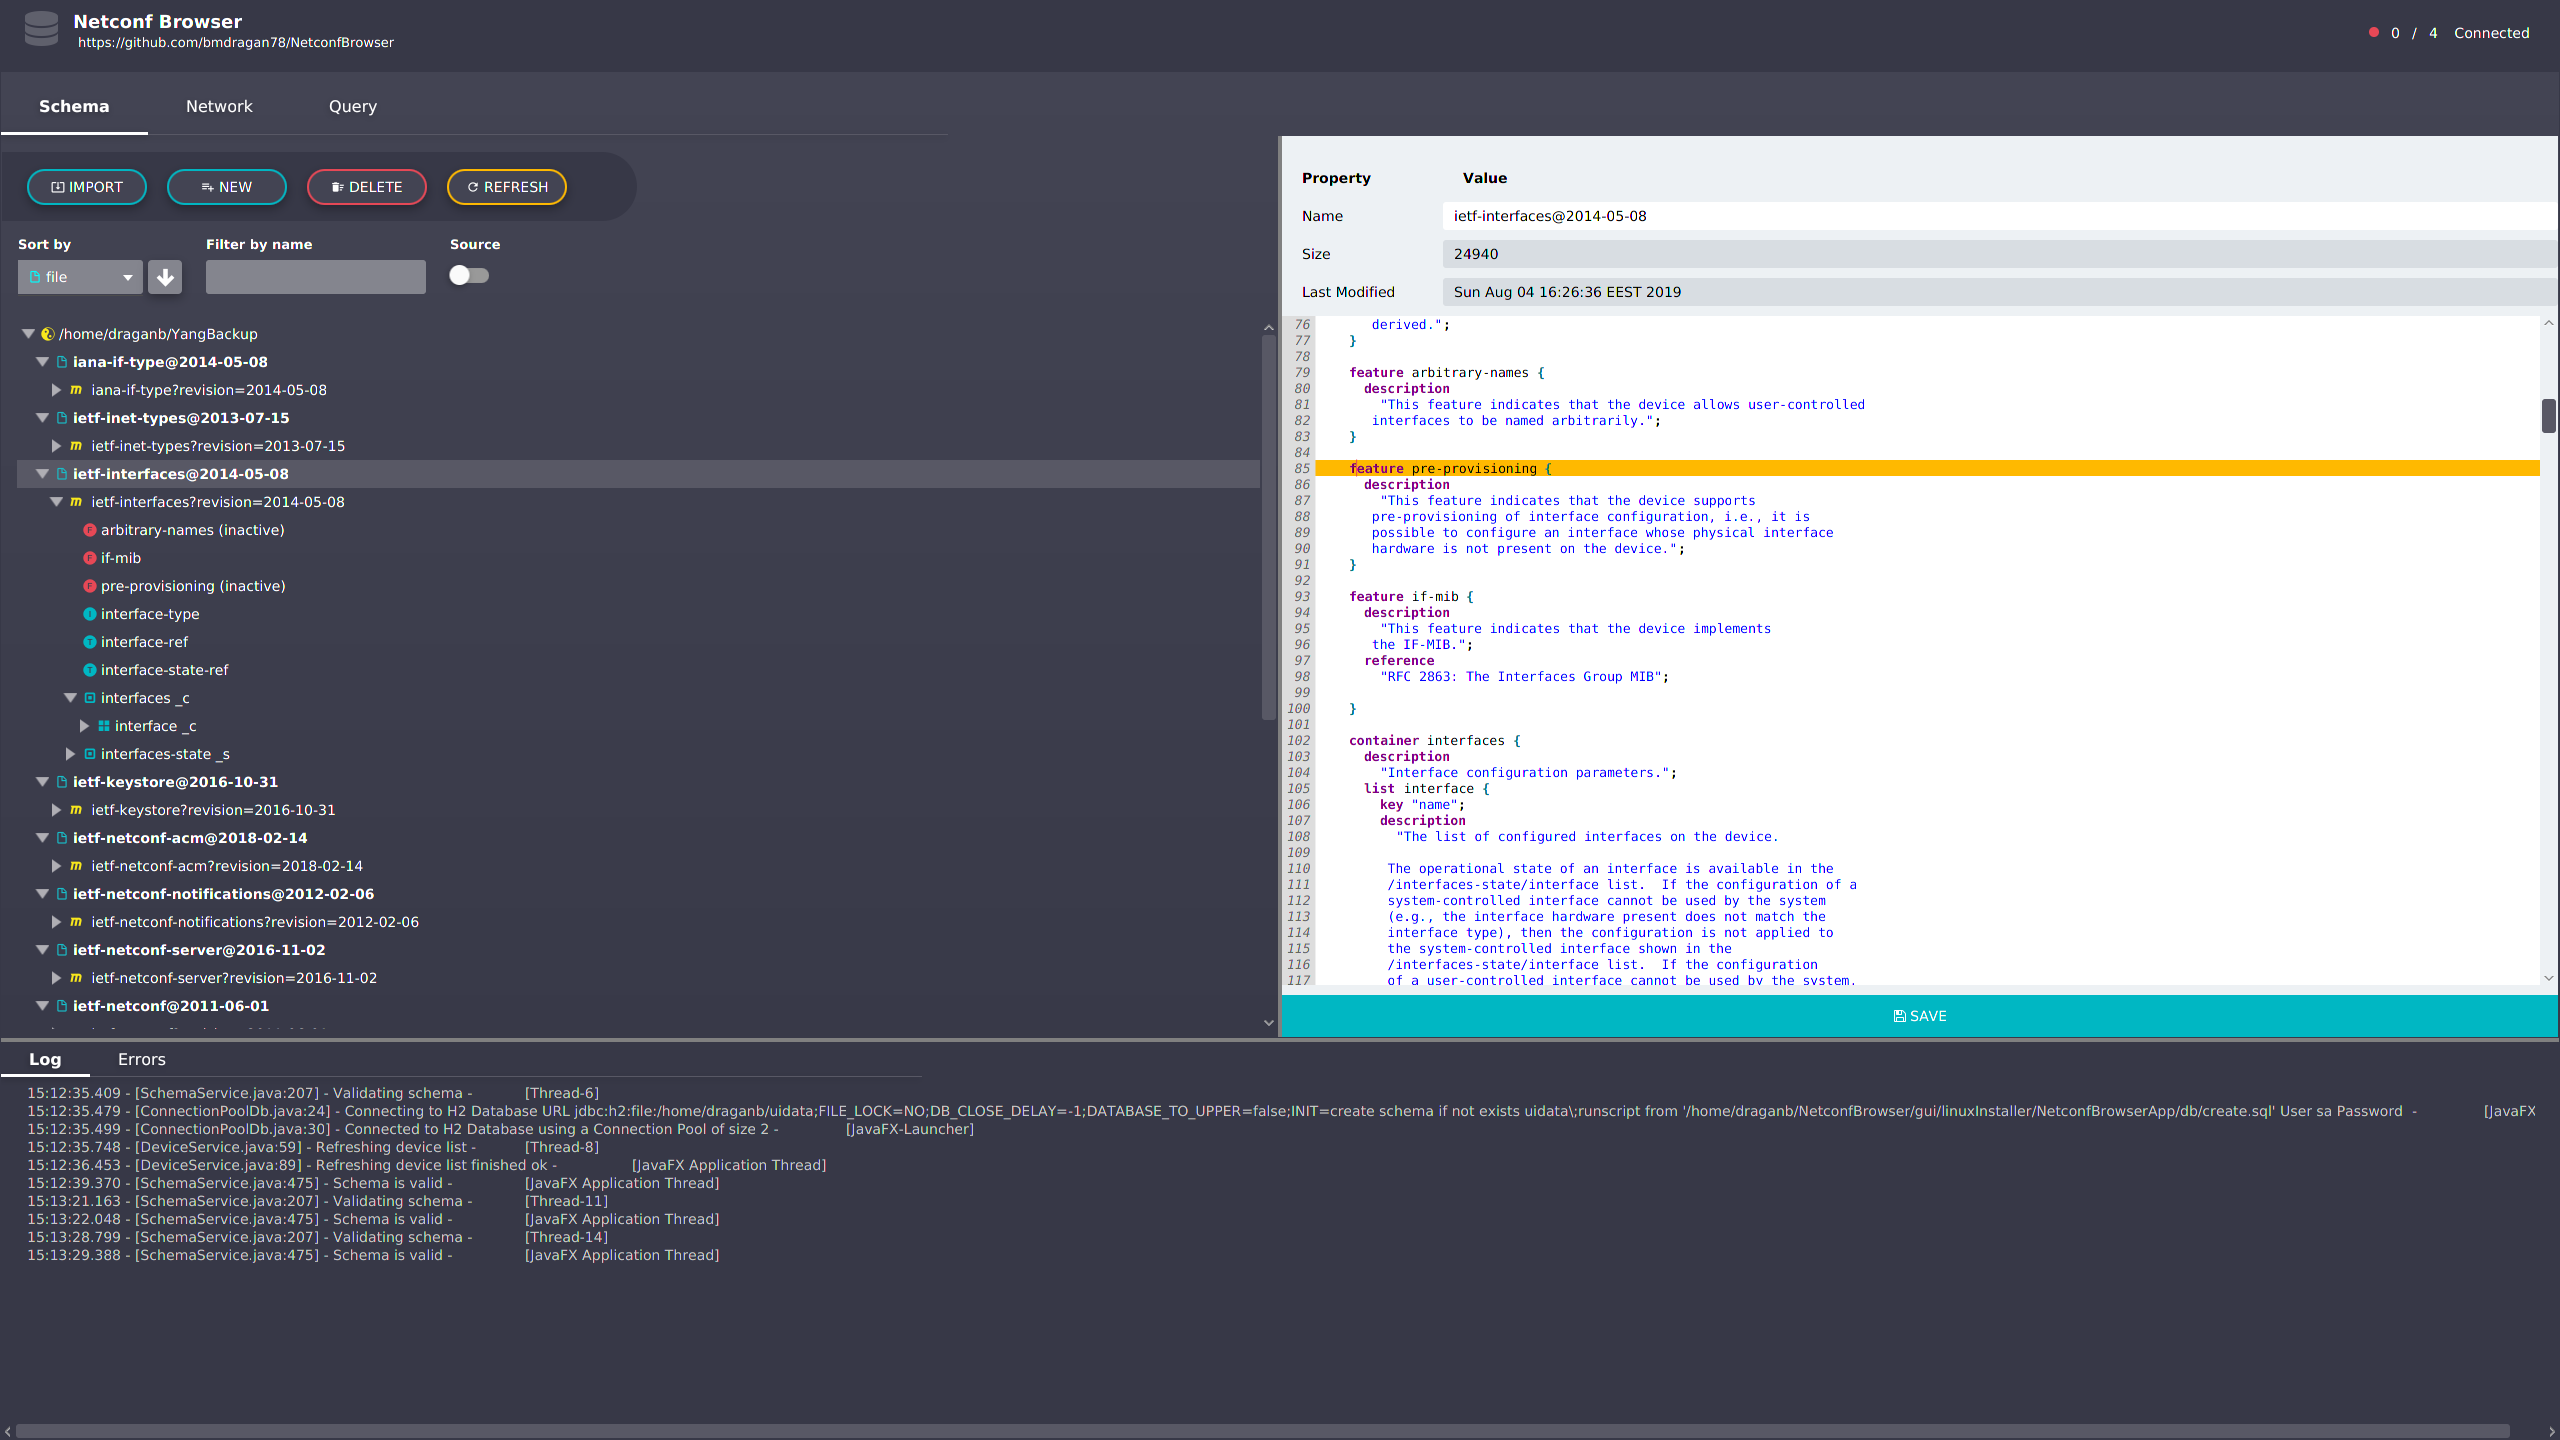 Netconf Browser
https://github.com/bmdragan78/NetconfBrowser
0 / 4 Connected
Schema Network Query
IMPORT NEW DELETE REFRESH
Sort by Filter by name Source
file
/home/draganb/YangBackup
iana-if-type@2014-05-08
m iana-if-type?revision=2014-05-08
ietf-inet-types@2013-07-15
m ietf-inet-types?revision=2013-07-15
ietf-interfaces@2014-05-08
m ietf-interfaces?revision=2014-05-08
F arbitrary-names (inactive)
F if-mib
F pre-provisioning (inactive)
I interface-type
T interface-ref
T interface-state-ref
interfaces _c
interface _c
interfaces-state _s
ietf-keystore@2016-10-31
m ietf-keystore?revision=2016-10-31
ietf-netconf-acm@2018-02-14
m ietf-netconf-acm?revision=2018-02-14
ietf-netconf-notifications@2012-02-06
m ietf-netconf-notifications?revision=2012-02-06
ietf-netconf-server@2016-11-02
m ietf-netconf-server?revision=2016-11-02
ietf-netconf@2011-06-01
Property Value
Name ietf-interfaces@2014-05-08
Size 24940
Last Modified Sun Aug 04 16:26:36 EEST 2019
76 derived.";
77 }
78
79 feature arbitrary-names {
80 description
81 "This feature indicates that the device allows user-controlled
82 interfaces to be named arbitrarily.";
83 }
84
85 feature pre-provisioning {
86 description
87 "This feature indicates that the device supports
88 pre-provisioning of interface configuration, i.e., it is
89 possible to configure an interface whose physical interface
90 hardware is not present on the device.";
91 }
92
93 feature if-mib {
94 description
95 "This feature indicates that the device implements
96 the IF-MIB.";
97 reference
98 "RFC 2863: The Interfaces Group MIB";
99
100 }
101
102 container interfaces {
103 description
104 "Interface configuration parameters.";
105 list interface {
106 key "name";
107 description
108 "The list of configured interfaces on the device.
109
110 The operational state of an interface is available in the
111 /interfaces-state/interface list.  If the configuration of a
112 system-controlled interface cannot be used by the system
113 (e.g., the interface hardware present does not match the
114 interface type), then the configuration is not applied to
115 the system-controlled interface shown in the
116 /interfaces-state/interface list.  If the configuration
117 of a user-controlled interface cannot be used by the system,
SAVE
Log Errors
15:12:35.409 - [SchemaService.java:207] - Validating schema - [Thread-6]
15:12:35.479 - [ConnectionPoolDb.java:24] - Connecting to H2 Database URL jdbc:h2:file:/home/draganb/uidata;FILE_LOCK=NO;DB_CLOSE_DELAY=-1;DATABASE_TO_UPPER=false;INIT=create schema if not exists uidata\;runscript from '/home/draganb/NetconfBrowser/gui/linuxInstaller/NetconfBrowserApp/db/create.sql' User sa Password - [JavaFX
15:12:35.499 - [ConnectionPoolDb.java:30] - Connected to H2 Database using a Connection Pool of size 2 - [JavaFX-Launcher]
15:12:35.748 - [DeviceService.java:59] - Refreshing device list - [Thread-8]
15:12:36.453 - [DeviceService.java:89] - Refreshing device list finished ok - [JavaFX Application Thread]
15:12:39.370 - [SchemaService.java:475] - Schema is valid - [JavaFX Application Thread]
15:13:21.163 - [SchemaService.java:207] - Validating schema - [Thread-11]
15:13:22.048 - [SchemaService.java:475] - Schema is valid - [JavaFX Application Thread]
15:13:28.799 - [SchemaService.java:207] - Validating schema - [Thread-14]
15:13:29.388 - [SchemaService.java:475] - Schema is valid - [JavaFX Application Thread]